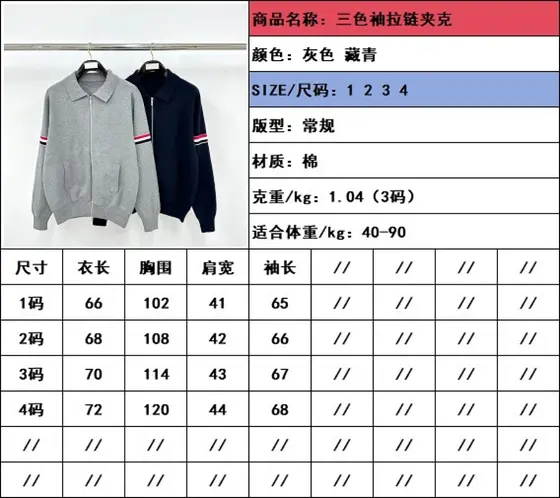 商品名称：三色袖拉链夹克
颜色：灰色 藏青
SIZE/尺码：1 2 3 4
版型：常规
材质：棉
克重/kg：1.04（3码）
适合体重/kg：40-90
尺寸 衣长 胸围 肩宽 袖长 // // // //
1码 66 102 41 65 // // // //
2码 68 108 42 66 // // // //
3码 70 114 43 67 // // // //
4码 72 120 44 68 // // // //
// // // // // // // // //
// // // // // // // // //